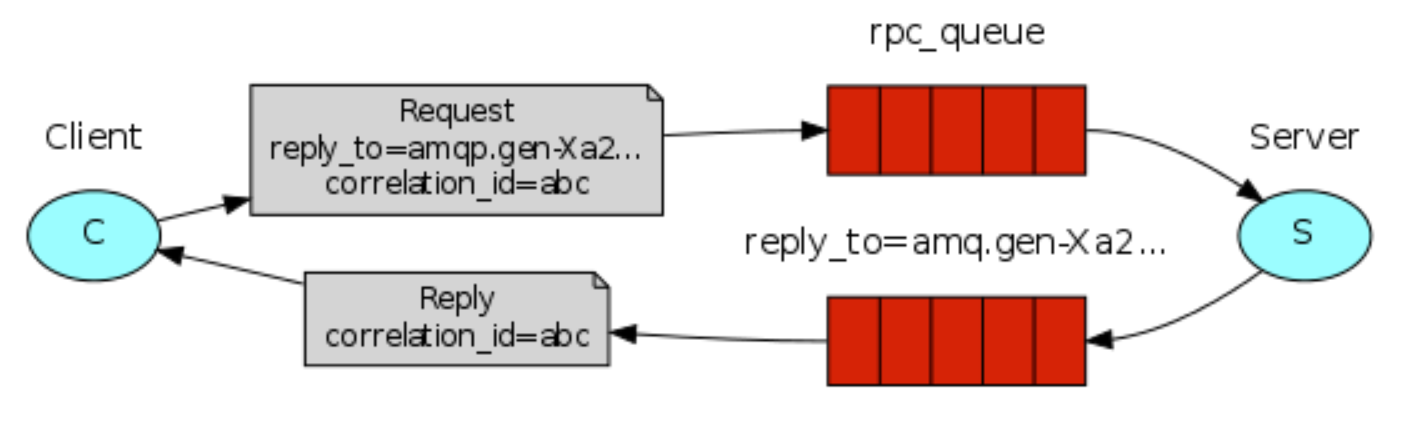 rpc_queue
Client
Request
reply_to=amqp.gen-Xa2...
correlation_id=abc
Server
C
S
reply_to=amq.gen-Xa2...
Reply
correlation_id=abc